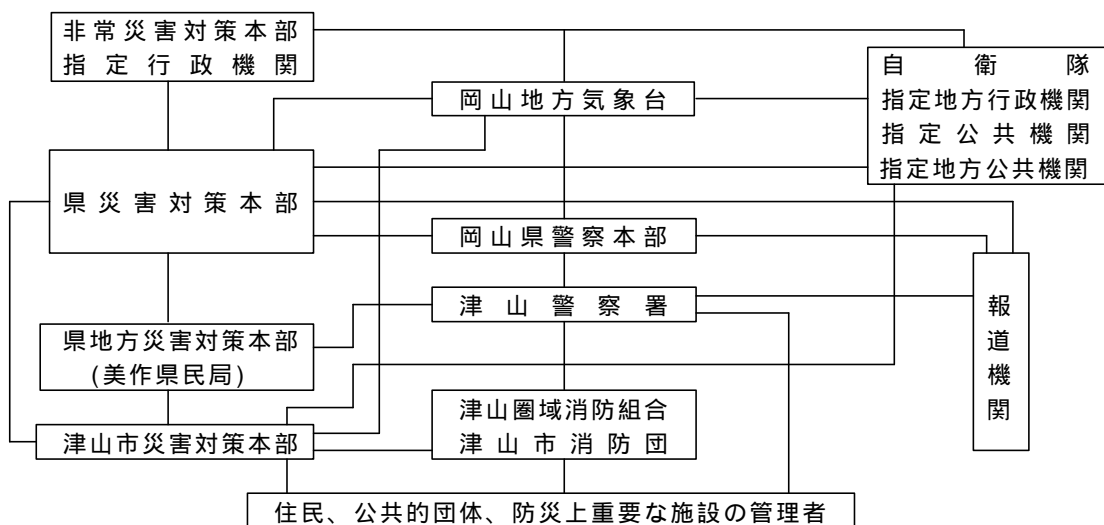 非常災害対策本部
指定行政機関
自衛隊
指定地方行政機関
指定公共機関
指定地方公共機関
岡山地方気象台
県災害対策本部
岡山県警察本部
津山警察署
報道機関
県地方災害対策本部
(美作県民局)
津山圏域消防組合
津山市消防団
津山市災害対策本部
住民、公共的団体、防災上重要な施設の管理者